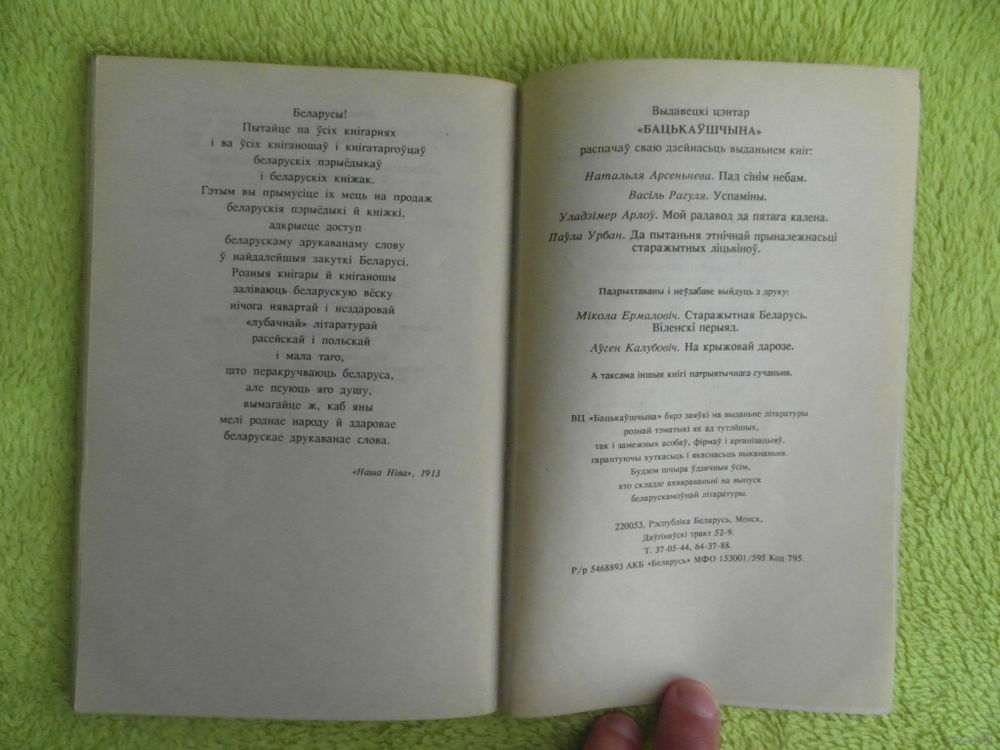 Беларусы!
Пытайце па ўсіх кнігарнях
і ва ўсіх кніганошаў і кнігатаргоўцаў
беларускіх пэрыёдыкаў
і беларускіх кніжак.
Гэтым вы прымусіце іх мець на продаж
беларускія пэрыёдыкі й кніжкі,
адкрыеце доступ
беларускаму друкаванаму слову
ў найдалейшыя закуткі Беларусі.
Розныя кнігары й кніганошы
заліваюць беларускую вёску
нічога нявартай і нездаровай
«лубачнай» літаратурай
расейскай і польскай
і мала таго,
што перакручваюць беларуса,
але псуюць яго душу,
вымагайце ж, каб яны
мелі роднае народу й здаровае
беларускае друкаванае слова.
«Наша Ніва», 1913
Выдавецкі цэнтар
«БАЦЬКАЎШЧЫНА»
распачаў сваю дзейнасьць выданьнем кніг:
Натальля Арсеньнева. Пад сінім небам.
Васіль Рагуля. Успаміны.
Уладзімер Арлоў. Мой радавод да пятага калена.
Паўла Урбан. Да пытаньня этнічнай прыналежнасьці
старажытных ліцьвіноў.
Падрыхтаваны і неўзабаве выйдуць з друку:
Мікола Ермаловіч. Старажытная Беларусь.
Віленскі перыяд.
Аўген Калубовіч. На крыжовай дарозе.
А таксама іншыя кнігі патрыятычнага гучаньня.
ВЦ «Бацькаўшчына» бярэ заяўкі на выданьне літаратуры
рознай тэматыкі як ад тутэйшых,
так і замежных асобаў, фірмаў і арганізацыяў,
гарантуючы хуткасьць і якаснасьць выкананьня.
Будзем шчыра ўдзячныя ўсім,
хто складзе ахвяраваньні на выпуск
беларускамоўнай літаратуры.
220053, Рэспубліка Беларусь, Менск,
Даўгінаўскі тракт 52-9.
Т. 37-05-44, 64-37-88.
Р/р 5468893 АКБ «Беларусь» МФО 153001/595 Код 795.